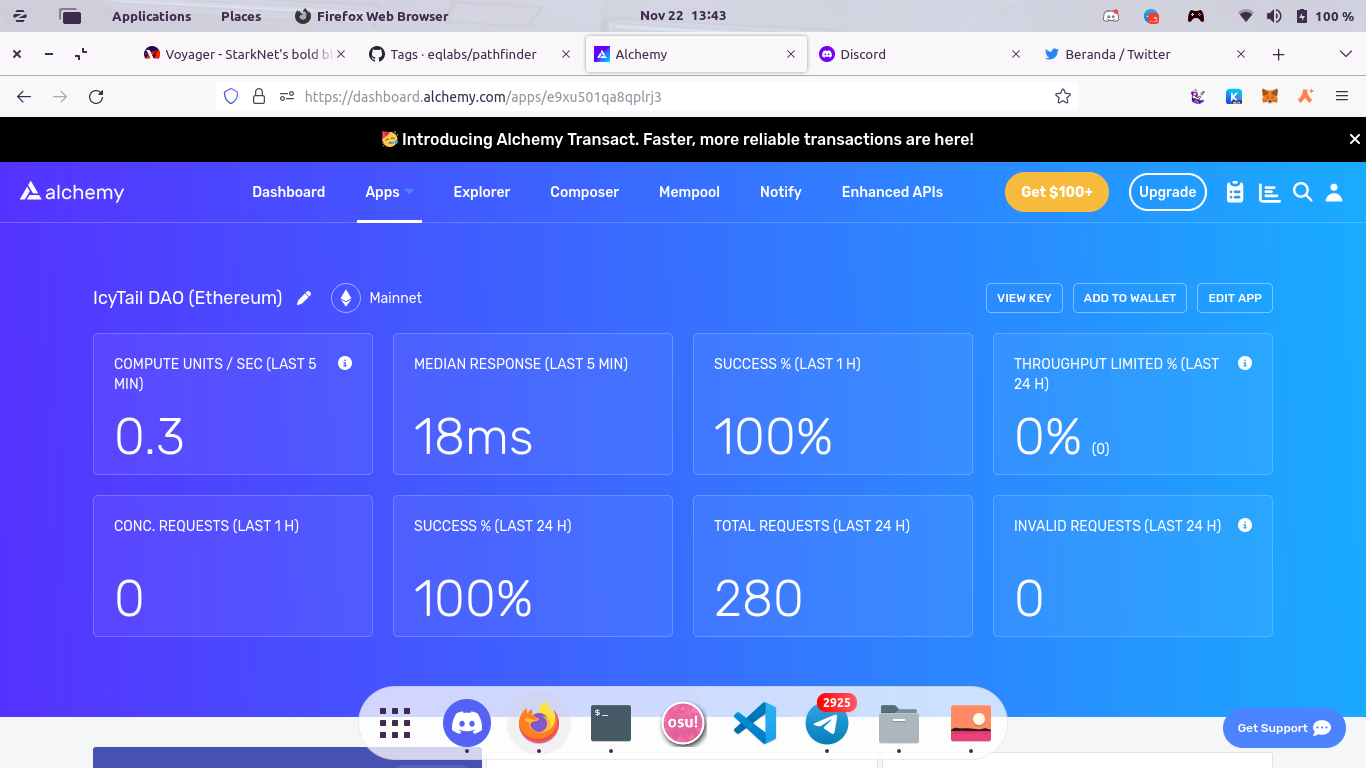 Applications Places Firefox Web Browser Nov 22 13:43 100 %
Voyager - StarkNet's bold bl Tags · eqlabs/pathfinder Alchemy Discord Beranda / Twitter
https://dashboard.alchemy.com/apps/e9xu501qa8qplrj3
Introducing Alchemy Transact. Faster, more reliable transactions are here!
alchemy Dashboard Apps Explorer Composer Mempool Notify Enhanced APIs Get $100+ Upgrade
IcyTail DAO (Ethereum) Mainnet VIEW KEY ADD TO WALLET EDIT APP
COMPUTE UNITS / SEC (LAST 5
MIN)
0.3
MEDIAN RESPONSE (LAST 5 MIN)
18ms
SUCCESS % (LAST 1 H)
100%
THROUGHPUT LIMITED % (LAST
24 H)
0% (0)
CONC. REQUESTS (LAST 1 H)
0
SUCCESS % (LAST 24 H)
100%
TOTAL REQUESTS (LAST 24 H)
280
INVALID REQUESTS (LAST 24 H)
0
osu!
2925
Get Support